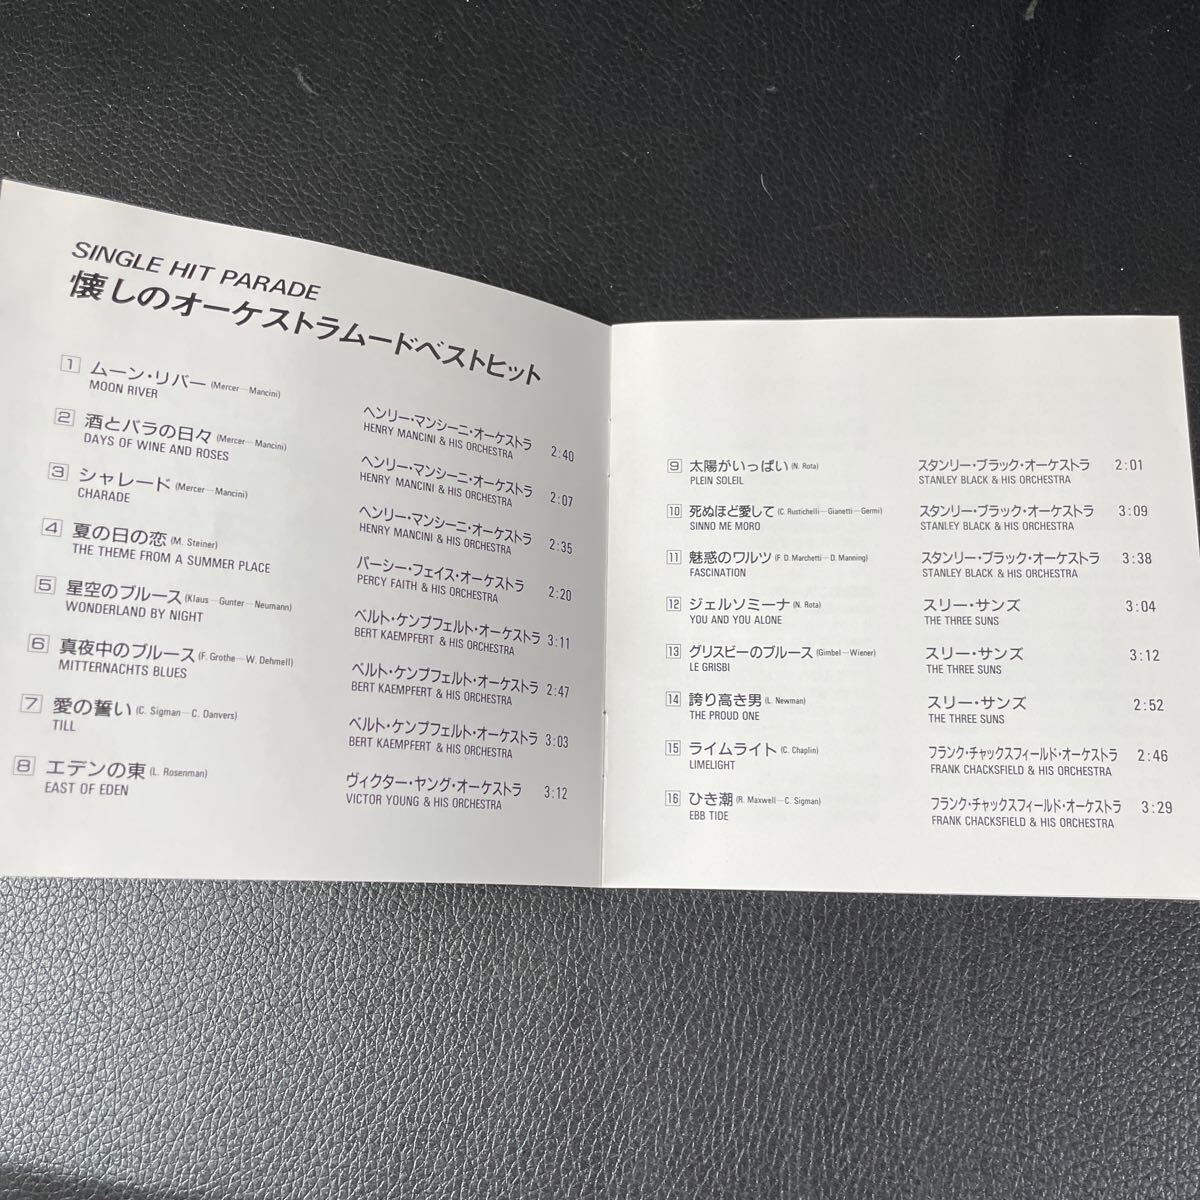 SINGLE HIT PARADE
懐しのオーケストラムードベストヒット
1 ムーン・リバー (Mercer—Mancini)
MOON RIVER
ヘンリー・マンシーニ・オーケストラ 2:40
HENRY MANCINI & HIS ORCHESTRA
2 酒とバラの日々 (Mercer—Mancini)
DAYS OF WINE AND ROSES
ヘンリー・マンシーニ・オーケストラ 2:07
HENRY MANCINI & HIS ORCHESTRA
3 シャレード (Mercer—Mancini)
CHARADE
ヘンリー・マンシーニ・オーケストラ 2:35
HENRY MANCINI & HIS ORCHESTRA
4 夏の日の恋 (M. Steiner)
THE THEME FROM A SUMMER PLACE
パーシー・フェイス・オーケストラ 2:20
PERCY FAITH & HIS ORCHESTRA
5 星空のブルース (Klaus—Gunter—Neumann)
WONDERLAND BY NIGHT
ベルト・ケンプフェルト・オーケストラ 3:11
BERT KAEMPFERT & HIS ORCHESTRA
6 真夜中のブルース (F. Grothe—W. Dehmell)
MITTERNACHTS BLUES
ベルト・ケンプフェルト・オーケストラ 2:47
BERT KAEMPFERT & HIS ORCHESTRA
7 愛の誓い (C. Sigman—C. Danvers)
TILL
ベルト・ケンプフェルト・オーケストラ 3:03
BERT KAEMPFERT & HIS ORCHESTRA
8 エデンの東 (L. Rosenman)
EAST OF EDEN
ヴィクター・ヤング・オーケストラ 3:12
VICTOR YOUNG & HIS ORCHESTRA
9 太陽がいっぱい (N. Rota) スタンリー・ブラック・オーケストラ 2:01
PLEIN SOLEIL STANLEY BLACK & HIS ORCHESTRA
10 死ぬほど愛して (C. Rustichelli—Gianetti—Germi) スタンリー・ブラック・オーケストラ 3:09
SINNO ME MORO STANLEY BLACK & HIS ORCHESTRA
11 魅惑のワルツ (F. D. Marchetti—D. Manning) スタンリー・ブラック・オーケストラ 3:38
FASCINATION STANLEY BLACK & HIS ORCHESTRA
12 ジェルソミーナ (N. Rota) スリー・サンズ 3:04
YOU AND YOU ALONE THE THREE SUNS
13 グリスビーのブルース (Gimbel—Wiener) スリー・サンズ 3:12
LE GRISBI THE THREE SUNS
14 誇り高き男 (L. Newman) スリー・サンズ 2:52
THE PROUD ONE THE THREE SUNS
15 ライムライト (C. Chaplin) フランク・チャックスフィールド・オーケストラ 2:46
LIMELIGHT FRANK CHACKSFIELD & HIS ORCHESTRA
16 ひき潮 (R. Maxwell—C. Sigman) フランク・チャックスフィールド・オーケストラ 3:29
EBB TIDE FRANK CHACKSFIELD & HIS ORCHESTRA